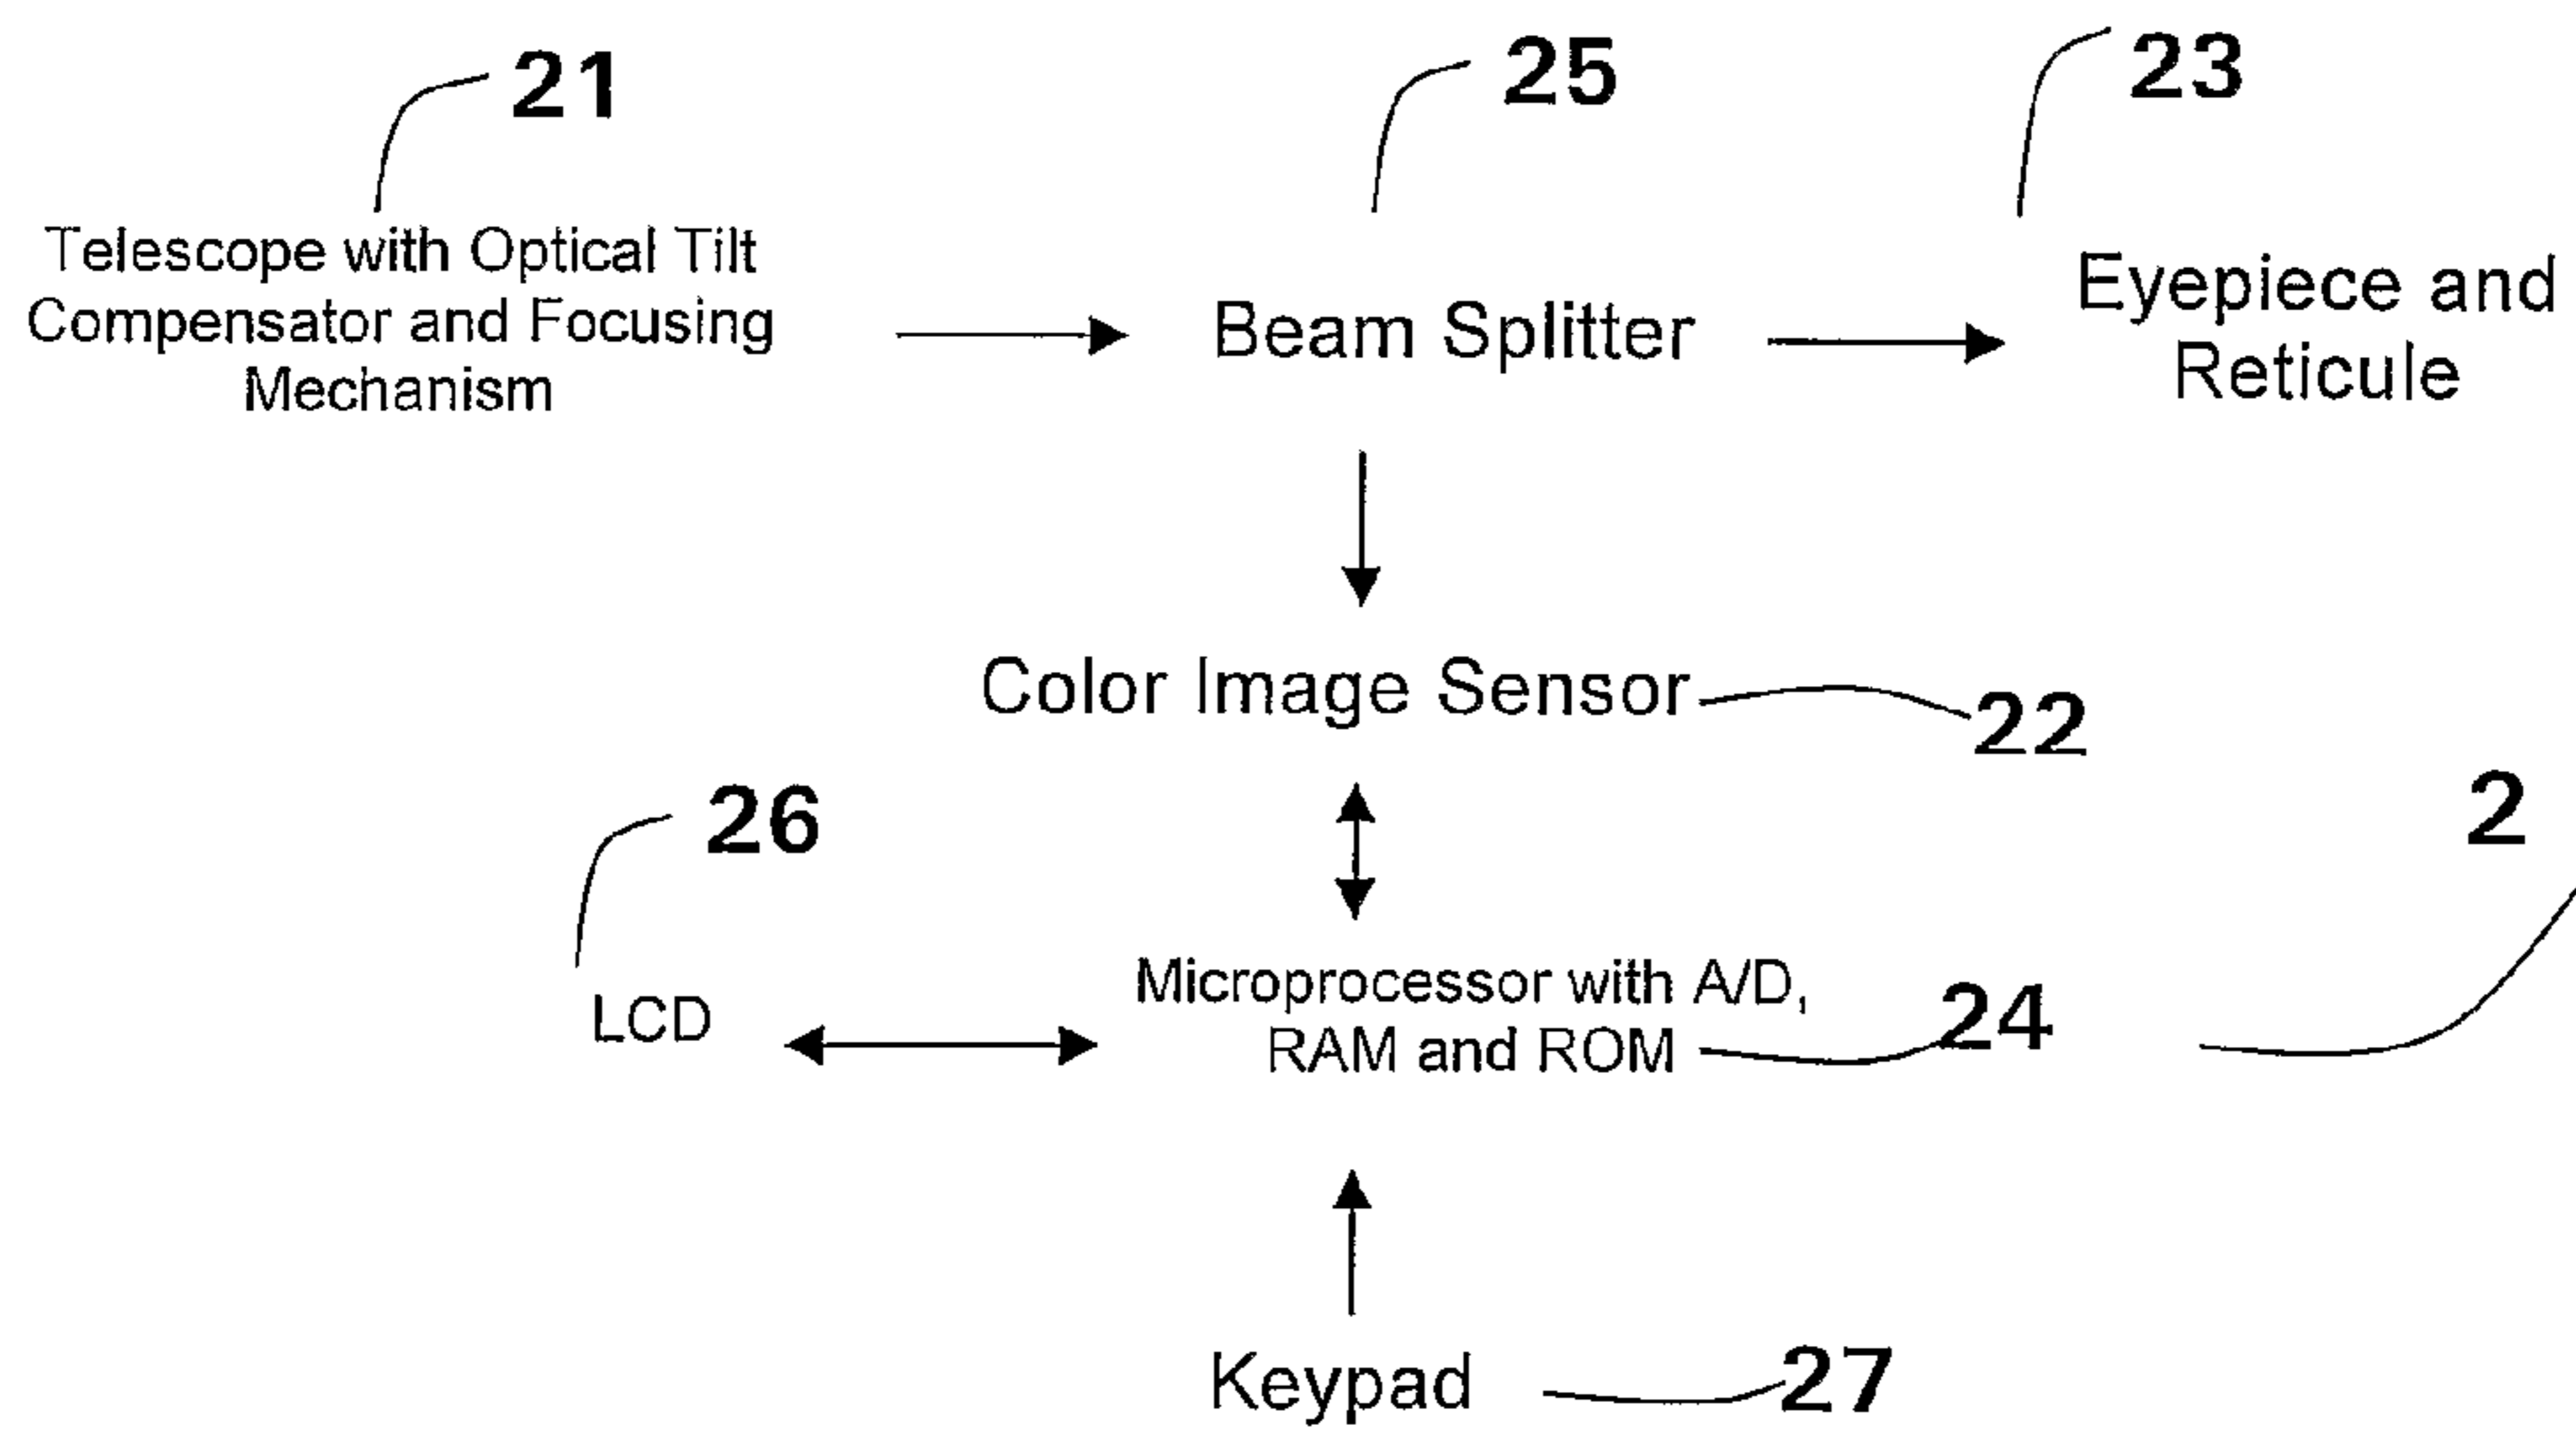 21
25
23
Telescope with Optical Tilt
Compensator and Focusing
Mechanism
Beam Splitter
Eyepiece and
Reticule
Color Image Sensor
22
26
2
LCD
Microprocessor with A/D,
RAM and ROM
24
Keypad
27